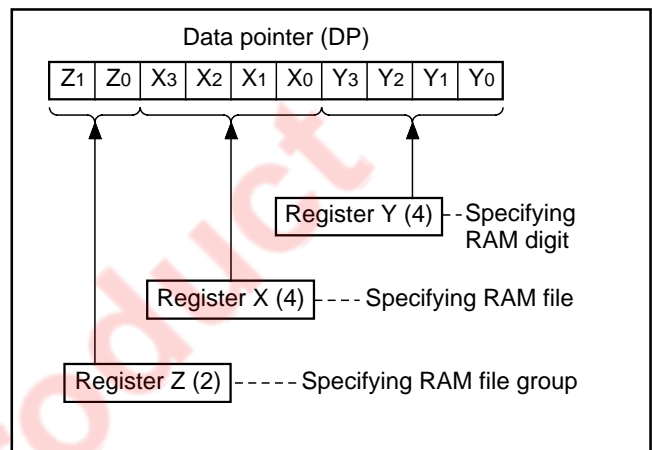 Data pointer (DP)
Z1 Z0 X3 X2 X1 X0 Y3 Y2 Y1 Y0
Register Y (4) Specifying RAM digit
Register X (4) Specifying RAM file
Register Z (2) Specifying RAM file group
roduct